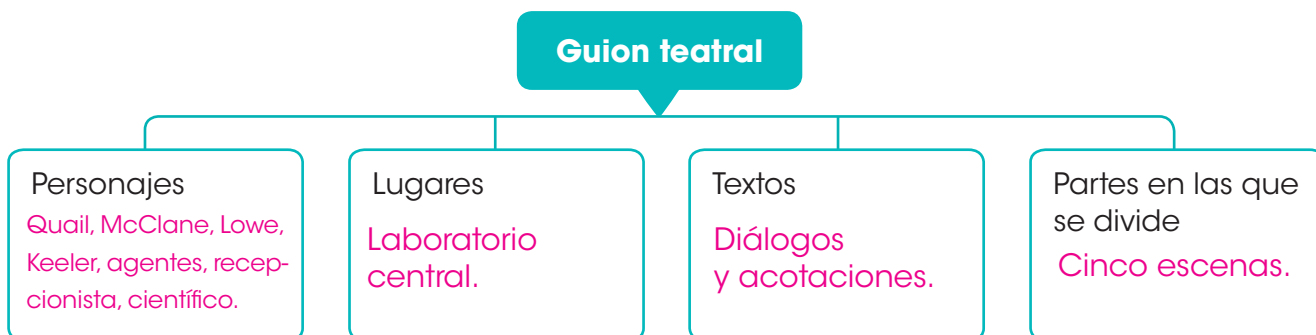 Guion teatral
Personajes
Quail, McClane, Lowe,
Keeler, agentes, recep-
cionista, científico.
Lugares
Laboratorio
central.
Textos
Diálogos
y acotaciones.
Partes en las que
se divide
Cinco escenas.